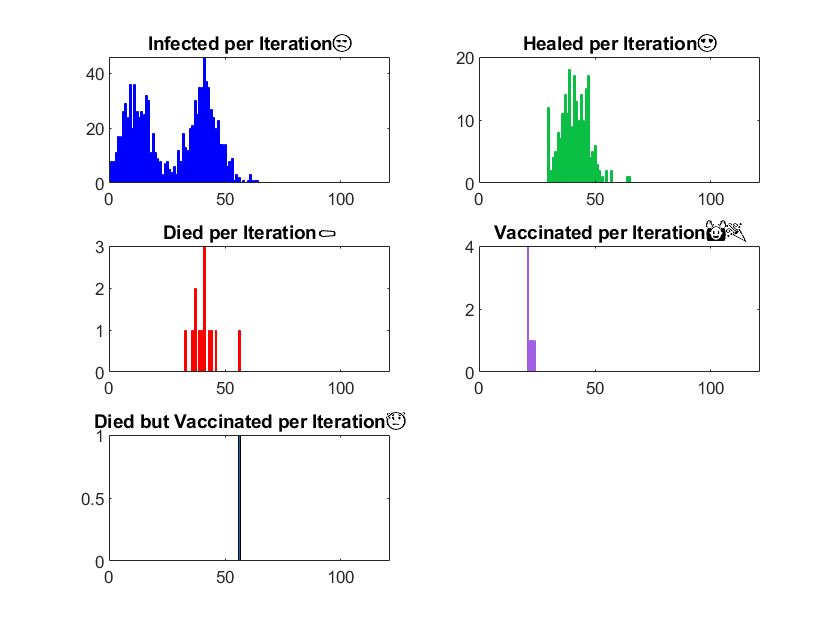 Infected per Iteration😒
40
20
0
0 50 100
Healed per Iteration😍
20
10
0
0 50 100
Died per Iteration⚰
3
2
1
0
0 50 100
Vaccinated per Iteration🙌🎉
4
2
0
0 50 100
Died but Vaccinated per Iteration
1
0.5
0
0 50 100